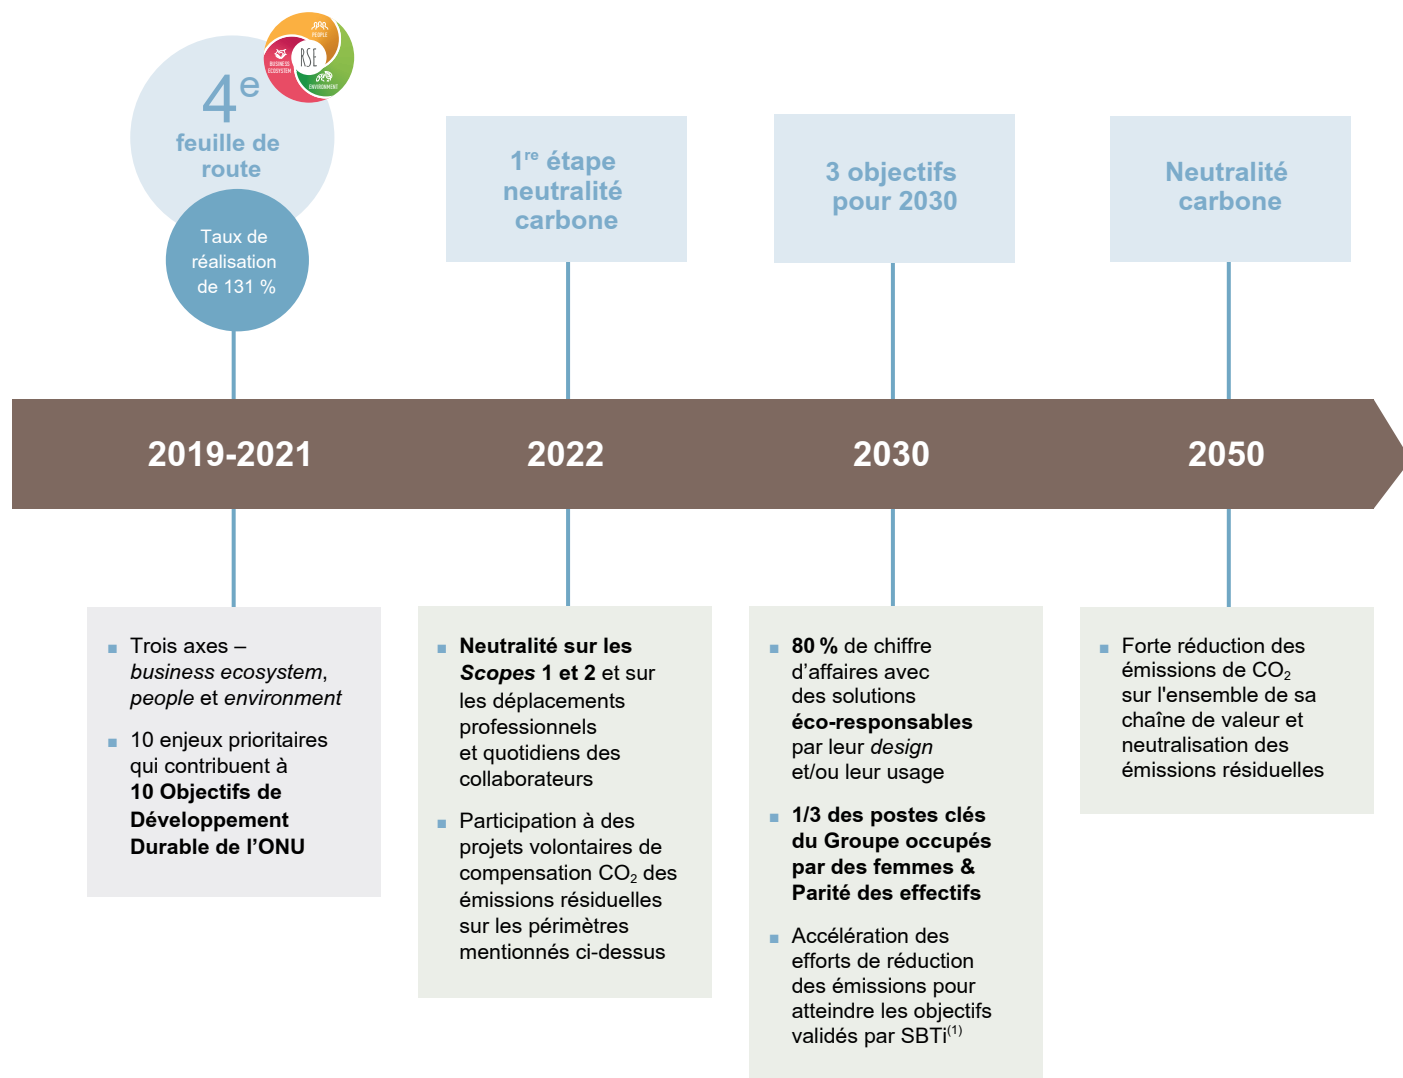 4e
feuille de
route
PEOPLE
BUSINESS
ECOSYSTEM
RSE
ENVIRONMENT
Taux de
réalisation
de 131 %
1re étape
neutralité
carbone
3 objectifs
pour 2030
Neutralité
carbone
2019-2021
2022
2030
2050
Trois axes –
business ecosystem,
people et environment
10 enjeux prioritaires
qui contribuent à
10 Objectifs de
Développement
Durable de l’ONU
Neutralité sur les
Scopes 1 et 2 et sur
les déplacements
professionnels
et quotidiens des
collaborateurs
Participation à des
projets volontaires de
compensation CO2 des
émissions résiduelles
sur les périmètres
mentionnés ci-dessus
80 % de chiffre
d’affaires avec
des solutions
éco-responsables
par leur design
et/ou leur usage
1/3 des postes clés
du Groupe occupés
par des femmes &
Parité des effectifs
Accélération des
efforts de réduction
des émissions pour
atteindre les objectifs
validés par SBTi(1)
Forte réduction des
émissions de CO2
sur l'ensemble de sa
chaîne de valeur et
neutralisation des
émissions résiduelles